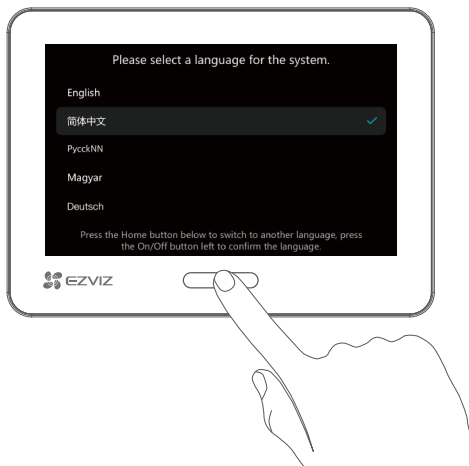 Please select a language for the system.
English
简体中文
PycckNN
Magyar
Deutsch
Press the Home button below to switch to another language, press
the On/Off button left to confirm the language.
EZVIZ